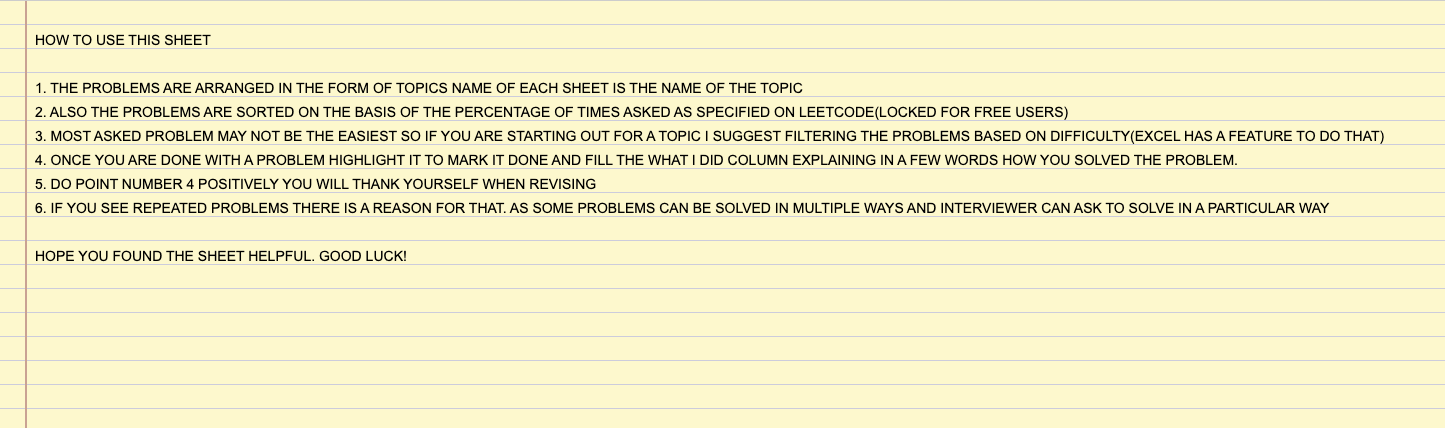 HOW TO USE THIS SHEET
1. THE PROBLEMS ARE ARRANGED IN THE FORM OF TOPICS NAME OF EACH SHEET IS THE NAME OF THE TOPIC
2. ALSO THE PROBLEMS ARE SORTED ON THE BASIS OF THE PERCENTAGE OF TIMES ASKED AS SPECIFIED ON LEETCODE(LOCKED FOR FREE USERS)
3. MOST ASKED PROBLEM MAY NOT BE THE EASIEST SO IF YOU ARE STARTING OUT FOR A TOPIC I SUGGEST FILTERING THE PROBLEMS BASED ON DIFFICULTY(EXCEL HAS A FEATURE TO DO THAT)
4. ONCE YOU ARE DONE WITH A PROBLEM HIGHLIGHT IT TO MARK IT DONE AND FILL THE WHAT I DID COLUMN EXPLAINING IN A FEW WORDS HOW YOU SOLVED THE PROBLEM.
5. DO POINT NUMBER 4 POSITIVELY YOU WILL THANK YOURSELF WHEN REVISING
6. IF YOU SEE REPEATED PROBLEMS THERE IS A REASON FOR THAT. AS SOME PROBLEMS CAN BE SOLVED IN MULTIPLE WAYS AND INTERVIEWER CAN ASK TO SOLVE IN A PARTICULAR WAY
HOPE YOU FOUND THE SHEET HELPFUL. GOOD LUCK!